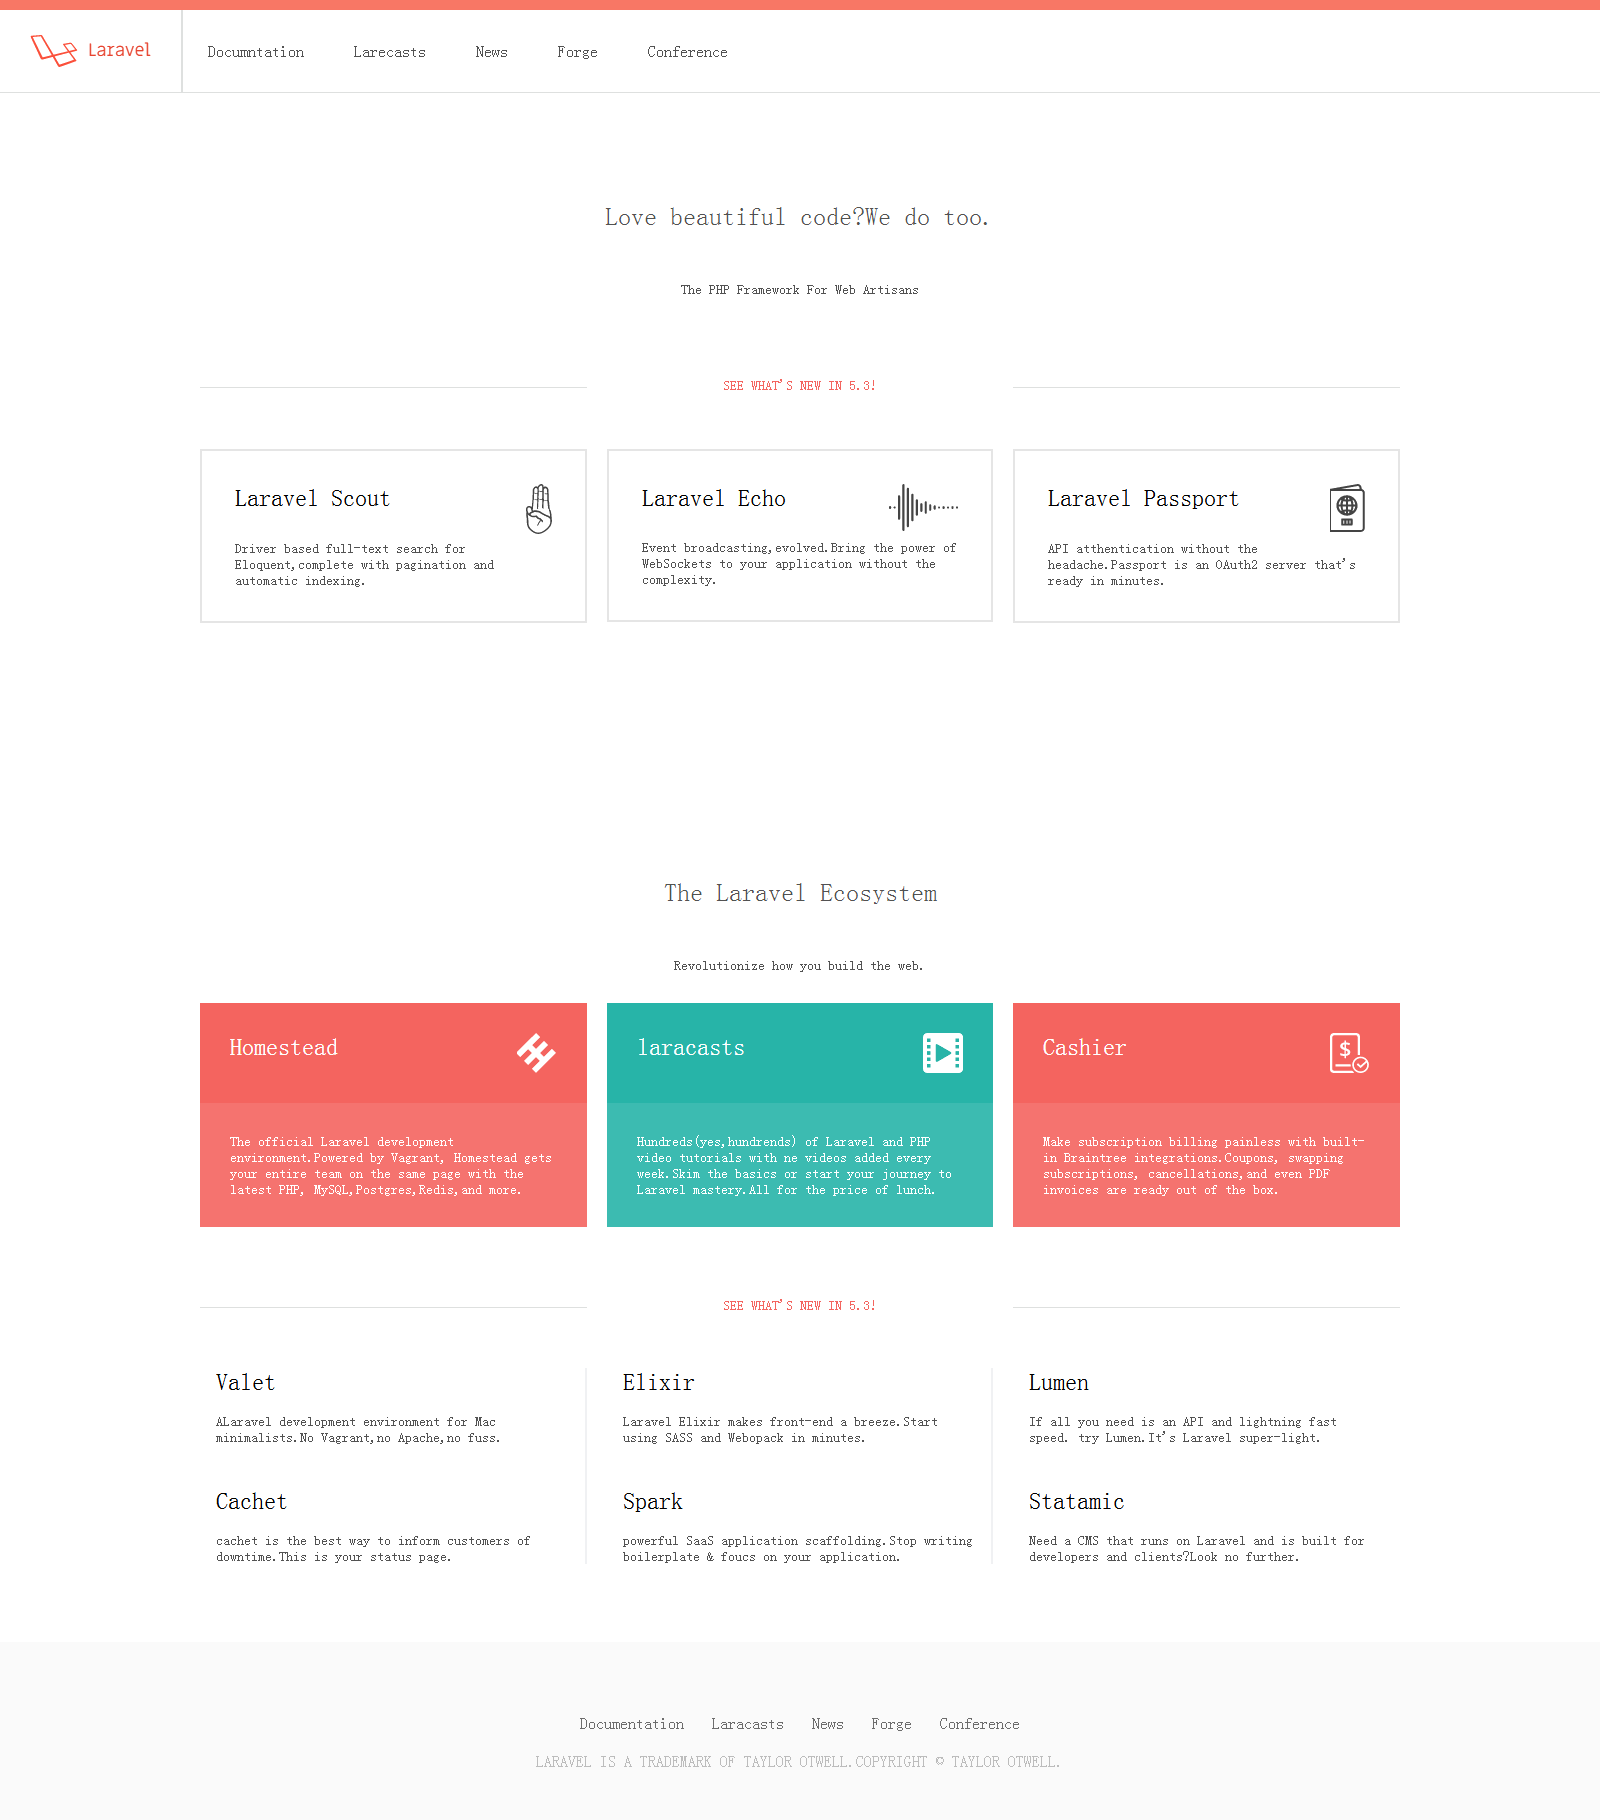 Laravel
Documntation Larecasts News Forge Conference
Love beautiful code?We do too.
The PHP Framework For Web Artisans
SEE WHAT'S NEW IN 5.3!
Laravel Scout
Driver based full-text search for
Eloquent,complete with pagination and
automatic indexing.
Laravel Echo
Event broadcasting,evolved.Bring the power of
WebSockets to your application without the
complexity.
Laravel Passport
API atthentication without the
headache.Passport is an OAuth2 server that's
ready in minutes.
The Laravel Ecosystem
Revolutionize how you build the web.
Homestead
The official Laravel development
environment.Powered by Vagrant, Homestead gets
your entire team on the same page with the
latest PHP, MySQL,Postgres,Redis,and more.
laracasts
Hundreds(yes,hundrends) of Laravel and PHP
video tutorials with ne videos added every
week.Skim the basics or start your journey to
Laravel mastery.All for the price of lunch.
Cashier
Make subscription billing painless with built-
in Braintree integrations.Coupons, swapping
subscriptions, cancellations,and even PDF
invoices are ready out of the box.
SEE WHAT'S NEW IN 5.3!
Valet
ALaravel development environment for Mac
minimalists.No Vagrant,no Apache,no fuss.
Elixir
Laravel Elixir makes front-end a breeze.Start
using SASS and Webopack in minutes.
Lumen
If all you need is an API and lightning fast
speed. try Lumen.It's Laravel super-light.
Cachet
cachet is the best way to inform customers of
downtime.This is your status page.
Spark
powerful SaaS application scaffolding.Stop writing
boilerplate & foucs on your application.
Statamic
Need a CMS that runs on Laravel and is built for
developers and clients?Look no further.
Documentation Laracasts News Forge Conference
LARAVEL IS A TRADEMARK OF TAYLOR OTWELL.COPYRIGHT © TAYLOR OTWELL.